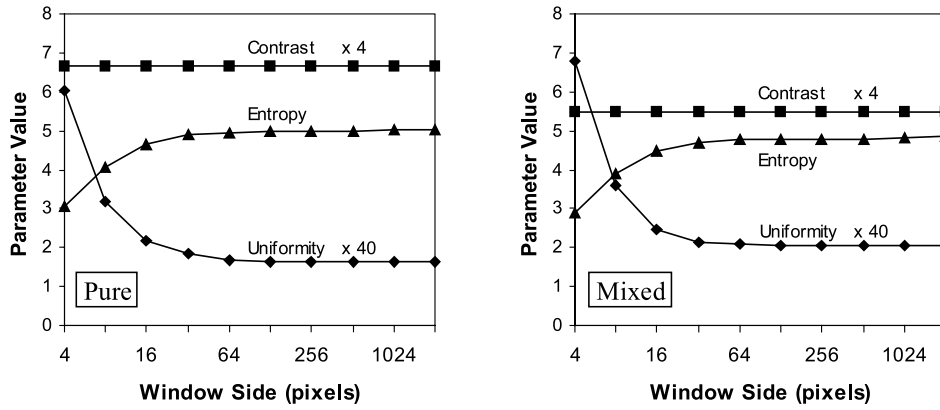 8
7
6
5
4
3
2
1
0
Parameter Value
Contrast x 4
Entropy
Uniformity x 40
Pure
4 16 64 256 1024
Window Side (pixels)
8
7
6
5
4
3
2
1
0
Parameter Value
Contrast x 4
Entropy
Uniformity x 40
Mixed
4 16 64 256 1024
Window Side (pixels)